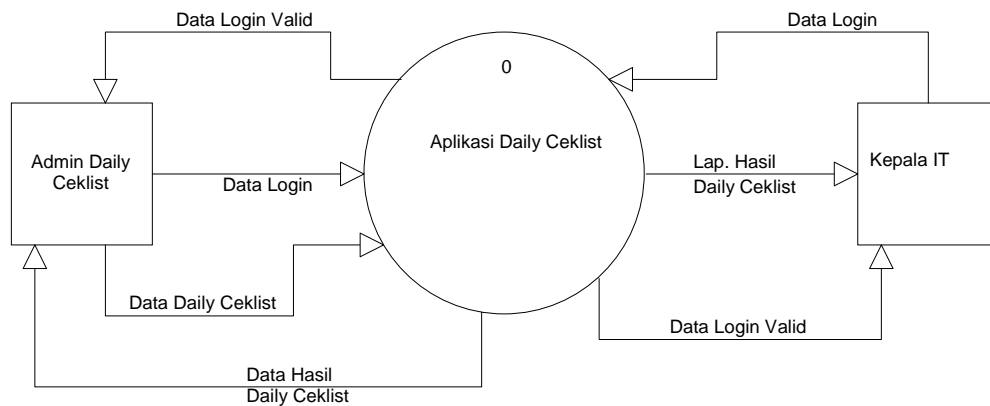 Data Login Valid
Data Login
0
Aplikasi Daily Ceklist
Admin Daily
Ceklist
Data Login
Lap. Hasil
Daily Ceklist
Kepala IT
Data Daily Ceklist
Data Login Valid
Data Hasil
Daily Ceklist